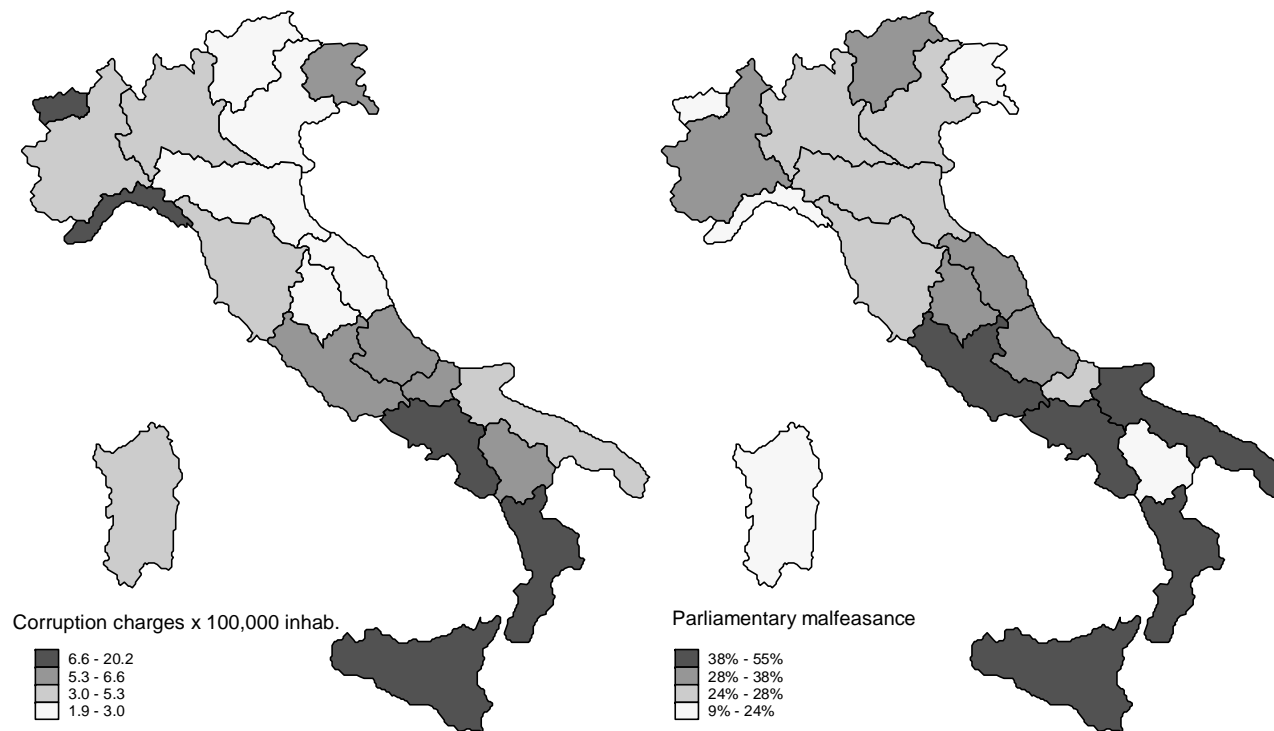 Corruption charges x 100,000 inhab.
6.6 - 20.2
5.3 - 6.6
3.0 - 5.3
1.9 - 3.0
Parliamentary malfeasance
38% - 55%
28% - 38%
24% - 28%
9% - 24%